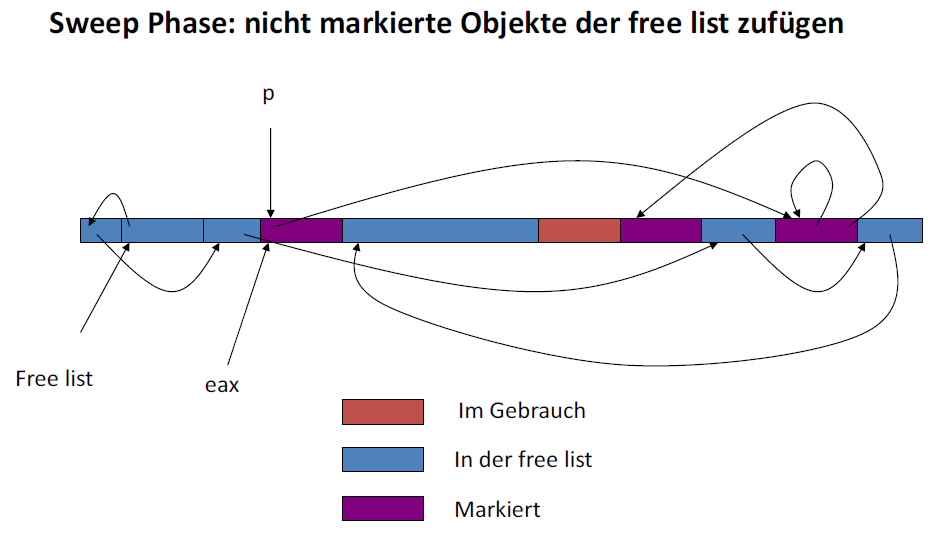 Sweep Phase: nicht markierte Objekte der free list zufügen
p
Free list
eax
Im Gebrauch
In der free list
Markiert